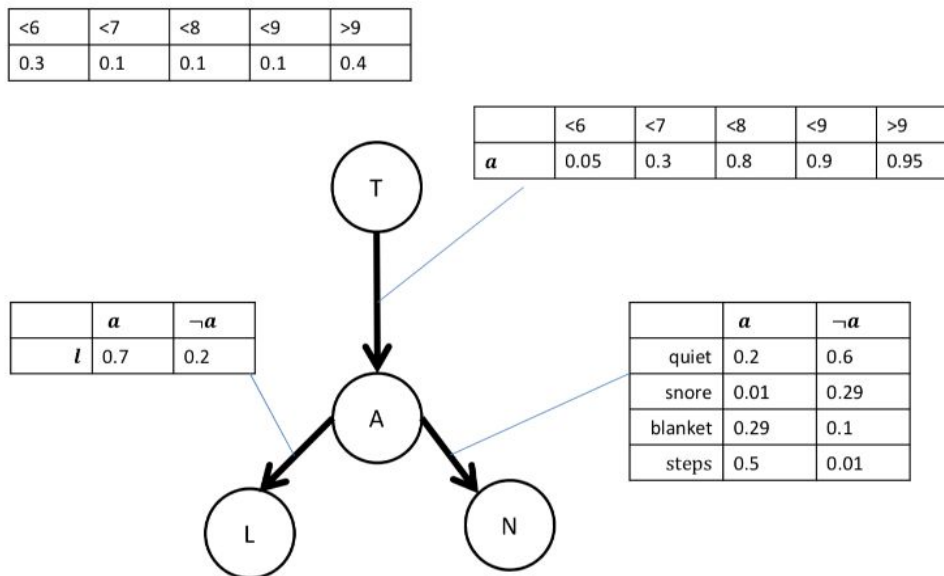 <6 <7 <8 <9 >9
0.3 0.1 0.1 0.1 0.4
<6 <7 <8 <9 >9
a 0.05 0.3 0.8 0.9 0.95
T
a ¬a
l 0.7 0.2
A
a ¬a
quiet 0.2 0.6
snore 0.01 0.29
blanket 0.29 0.1
steps 0.5 0.01
L
N